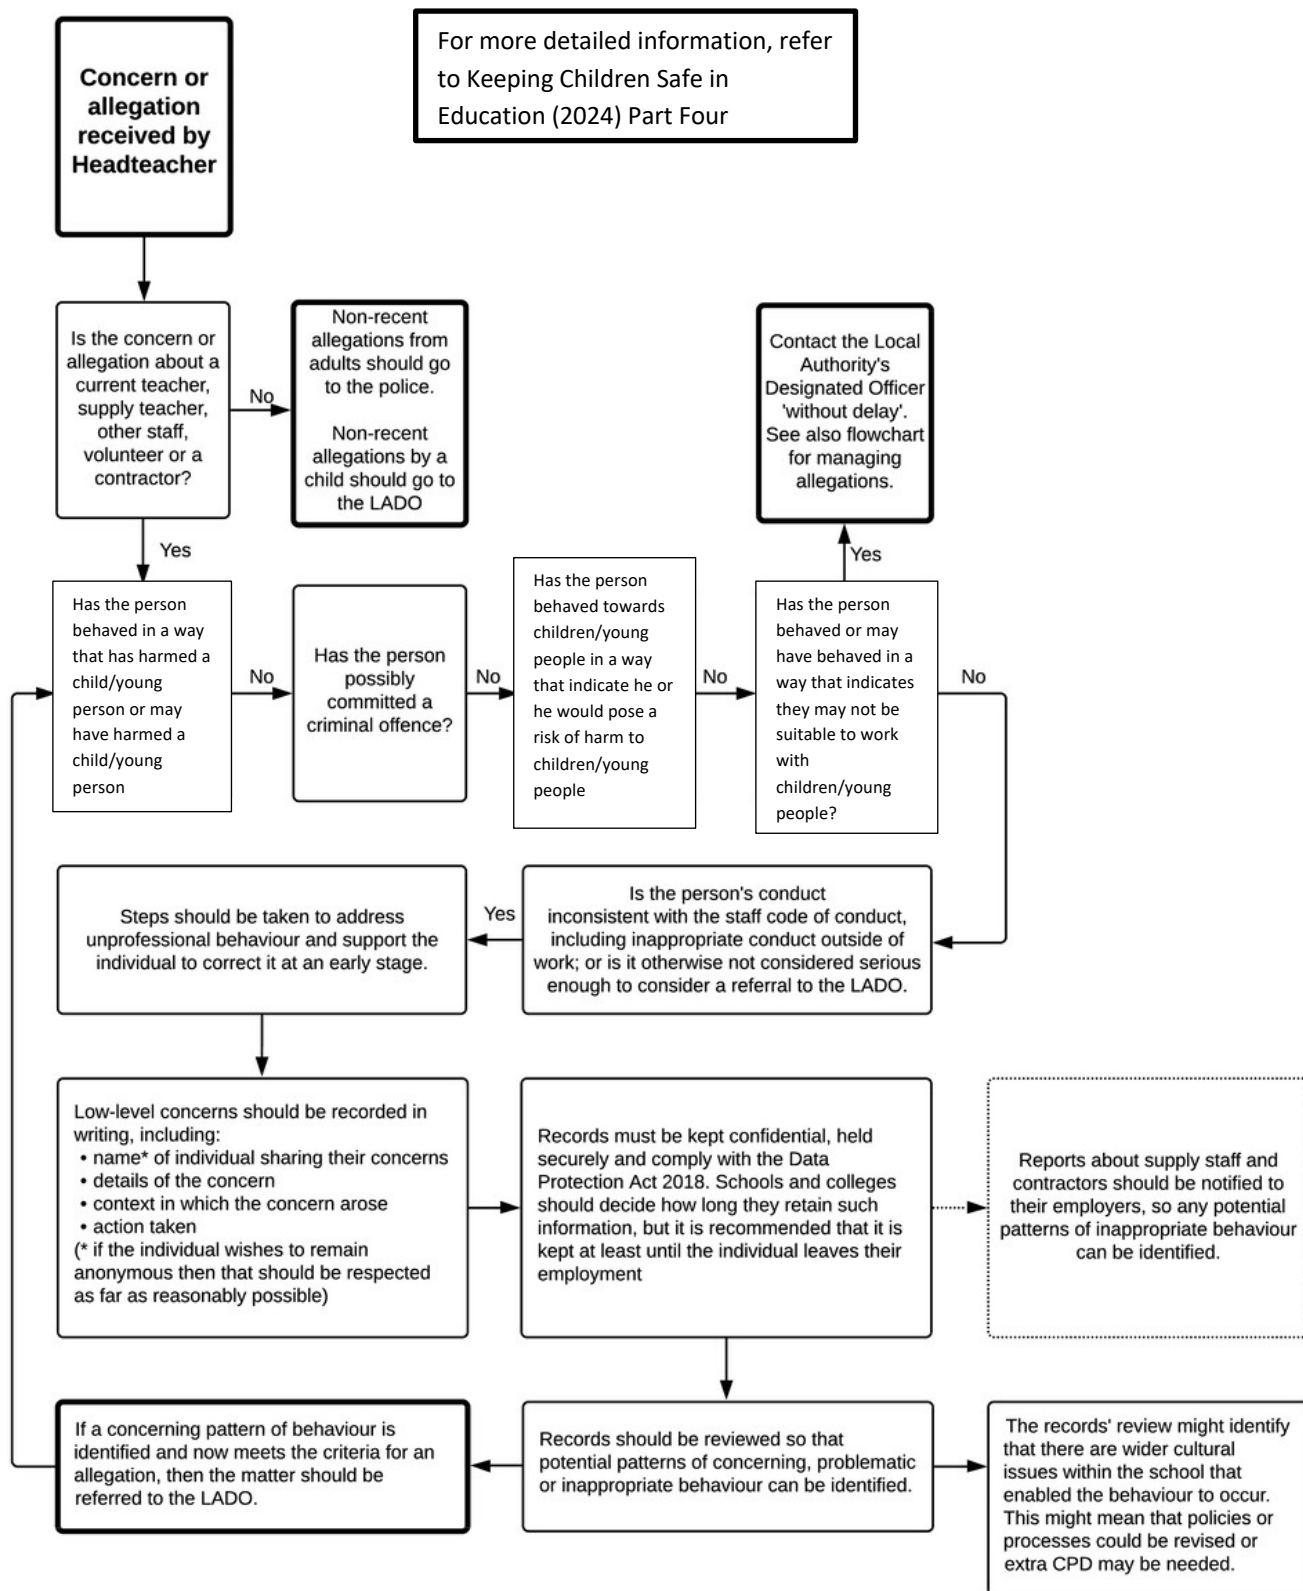 Concern or
allegation
received by
Headteacher
For more detailed information, refer
to Keeping Children Safe in
Education (2024) Part Four
Is the concern or
allegation about a
current teacher,
supply teacher,
other staff,
volunteer or a
contractor?
No
Non-recent
allegations from
adults should go
to the police.
Non-recent
allegations by a
child should go to
the LADO
Contact the Local
Authority's
Designated Officer
'without delay'.
See also flowchart
for managing
allegations.
Yes
Yes
Has the person
behaved in a way
that has harmed a
child/young
person or may
have harmed a
child/young
person
No
Has the person
possibly
committed a
criminal offence?
No
Has the person
behaved towards
children/young
people in a way
that indicate he or
he would pose a
risk of harm to
children/young
people
No
Has the person
behaved or may
have behaved in a
way that indicates
they may not be
suitable to work
with
children/young
people?
No
Is the person's conduct
inconsistent with the staff code of conduct,
including inappropriate conduct outside of
work; or is it otherwise not considered serious
enough to consider a referral to the LADO.
Yes
Steps should be taken to address
unprofessional behaviour and support the
individual to correct it at an early stage.
Low-level concerns should be recorded in
writing, including:
• name* of individual sharing their concerns
• details of the concern
• context in which the concern arose
• action taken
(* if the individual wishes to remain
anonymous then that should be respected
as far as reasonably possible)
Records must be kept confidential, held
securely and comply with the Data
Protection Act 2018. Schools and colleges
should decide how long they retain such
information, but it is recommended that it is
kept at least until the individual leaves their
employment
Reports about supply staff and
contractors should be notified to
their employers, so any potential
patterns of inappropriate behaviour
can be identified.
If a concerning pattern of behaviour is
identified and now meets the criteria for an
allegation, then the matter should be
referred to the LADO.
Records should be reviewed so that
potential patterns of concerning, problematic
or inappropriate behaviour can be identified.
The records' review might identify
that there are wider cultural
issues within the school that
enabled the behaviour to occur.
This might mean that policies or
processes could be revised or
extra CPD may be needed.